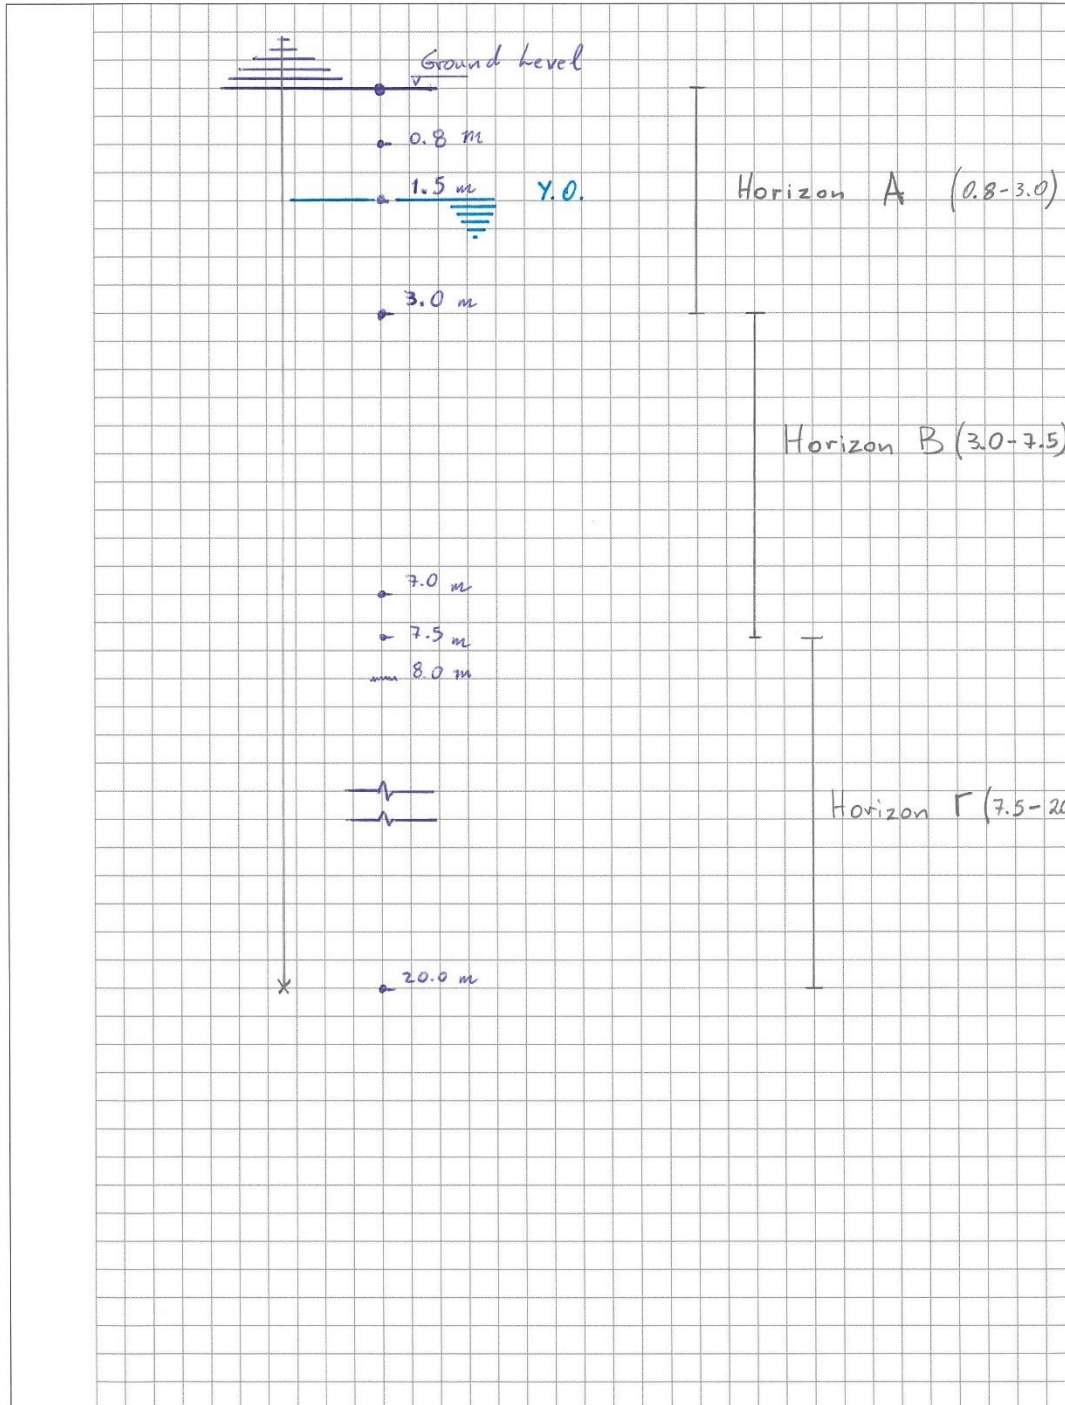 Ground Level
0.8 m
1.5 m Y.O.
Horizon A (0.8-3.0)
3.0 m
Horizon B (3.0-7.5)
7.0 m
7.5 m
8.0 m
Horizon Γ (7.5-20
20.0 m